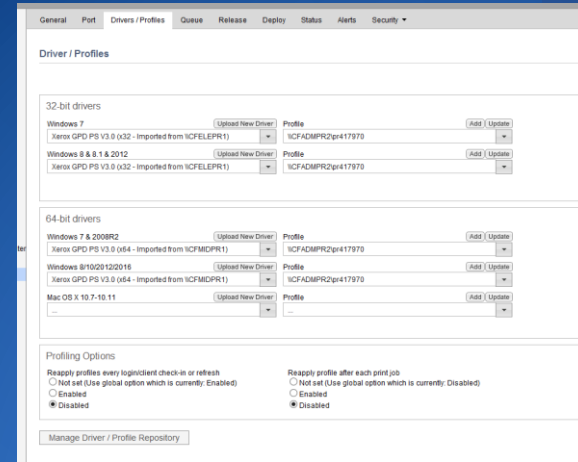 General Port Drivers / Profiles Queue Release Deploy Status Alerts Security
Driver / Profiles
32-bit drivers
Windows 7 Upload New Driver Profile Add Update
Xerox GPD PS V3.0 (x32 - Imported from \\CFELEPR1) \\CFADMPR2\pr417970
Windows 8 & 8.1 & 2012 Upload New Driver Profile Add Update
Xerox GPD PS V3.0 (x32 - Imported from \\CFELEPR1) \\CFADMPR2\pr417970
64-bit drivers
Windows 7 & 2008R2 Upload New Driver Profile Add Update
Xerox GPD PS V3.0 (x64 - Imported from \\CFMIDPR1) \\CFADMPR2\pr417970
Windows 8/10/2012/2016 Upload New Driver Profile Add Update
Xerox GPD PS V3.0 (x64 - Imported from \\CFMIDPR1) \\CFADMPR2\pr417970
Mac OS X 10.7-10.11 Upload New Driver Profile Add Update
... ...
Profiling Options
Reapply profiles every login/client check-in or refresh Reapply profile after each print job
Not set (Use global option which is currently: Enabled) Not set (Use global option which is currently: Disabled)
Enabled Enabled
Disabled Disabled
Manage Driver / Profile Repository